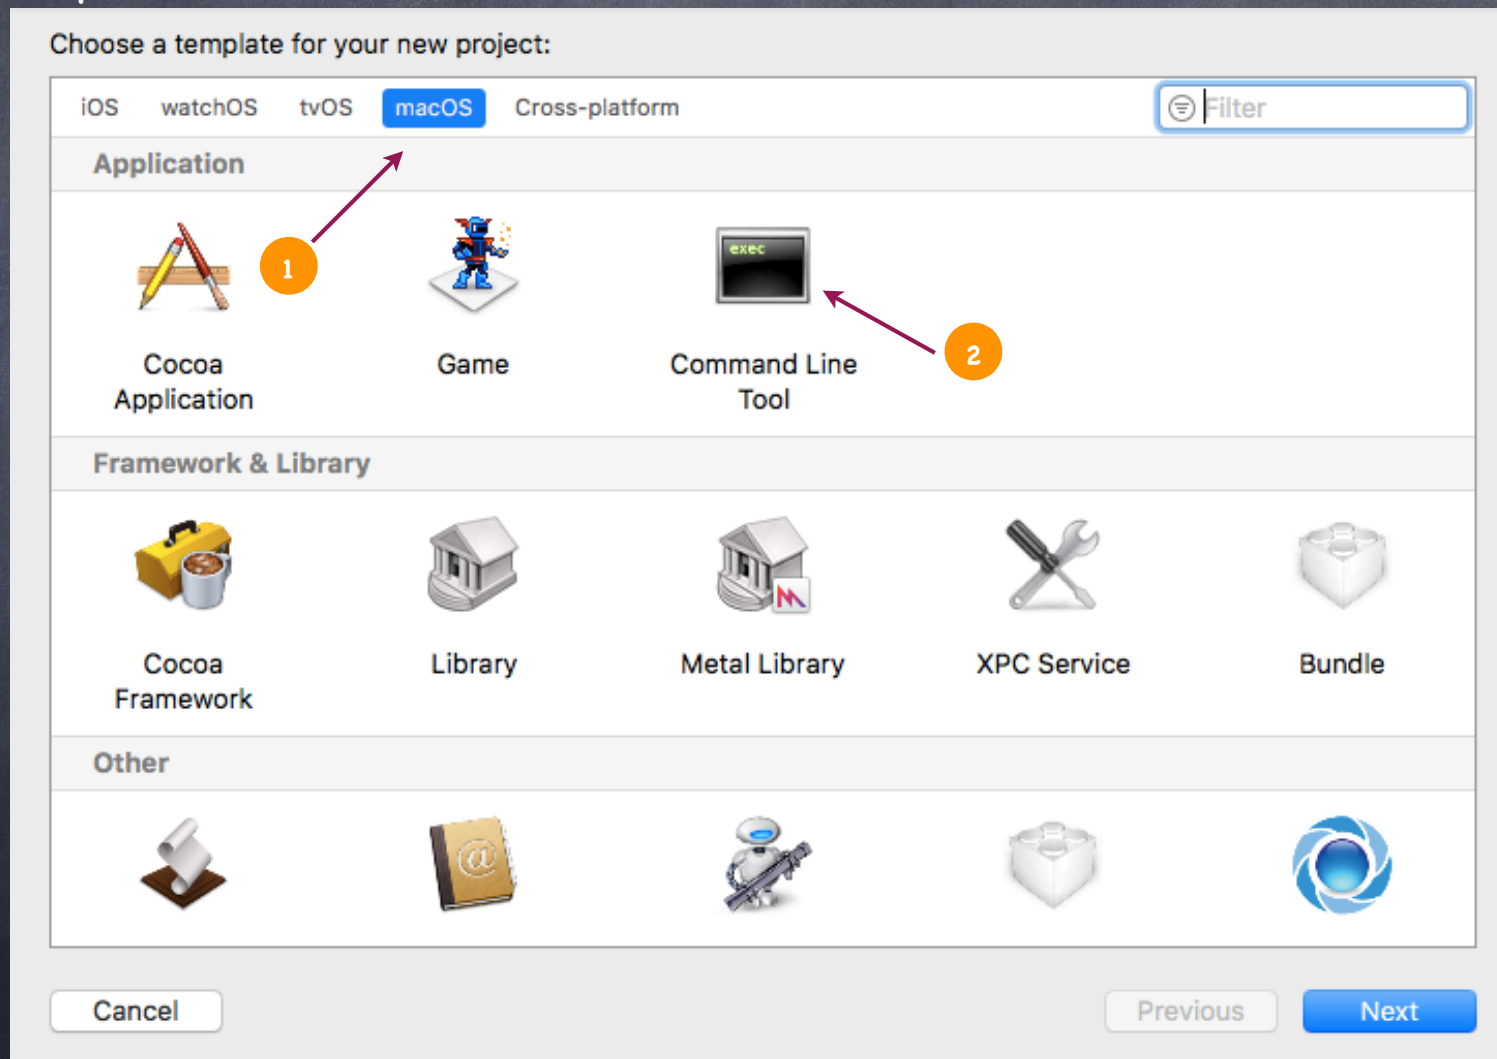 Choose a template for your new project:
iOS watchOS tvOS macOS Cross-platform Filter
Application
1
exec
2
Cocoa Application
Game
Command Line Tool
Framework & Library
Cocoa Framework
Library
Metal Library
XPC Service
Bundle
Other
@
Cancel Previous Next